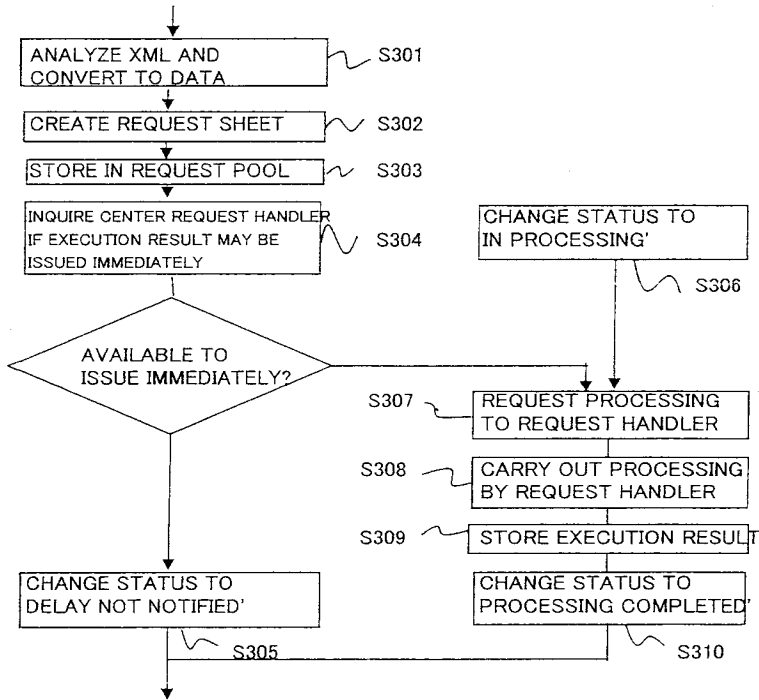 ANALYZE XML AND
CONVERT TO DATA
S301
CREATE REQUEST SHEET
S302
STORE IN REQUEST POOL
S303
INQUIRE CENTER REQUEST HANDLER
IF EXECUTION RESULT MAY BE
ISSUED IMMEDIATELY
S304
CHANGE STATUS TO
IN PROCESSING'
S306
AVAILABLE TO
ISSUE IMMEDIATELY?
S307
REQUEST PROCESSING
TO REQUEST HANDLER
S308
CARRY OUT PROCESSING
BY REQUEST HANDLER
S309
STORE EXECUTION RESULT
CHANGE STATUS TO
DELAY NOT NOTIFIED'
S305
CHANGE STATUS TO
PROCESSING COMPLETED'
S310